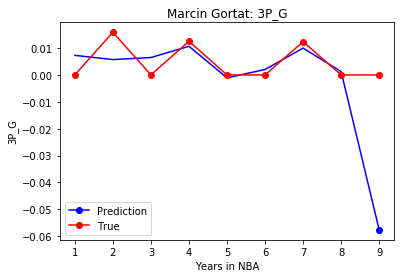 Marcin Gortat: 3P_G
3P_G
0.01
0.00
−0.01
−0.02
−0.03
−0.04
−0.05
−0.06
Prediction
True
1 2 3 4 5 6 7 8 9
Years in NBA